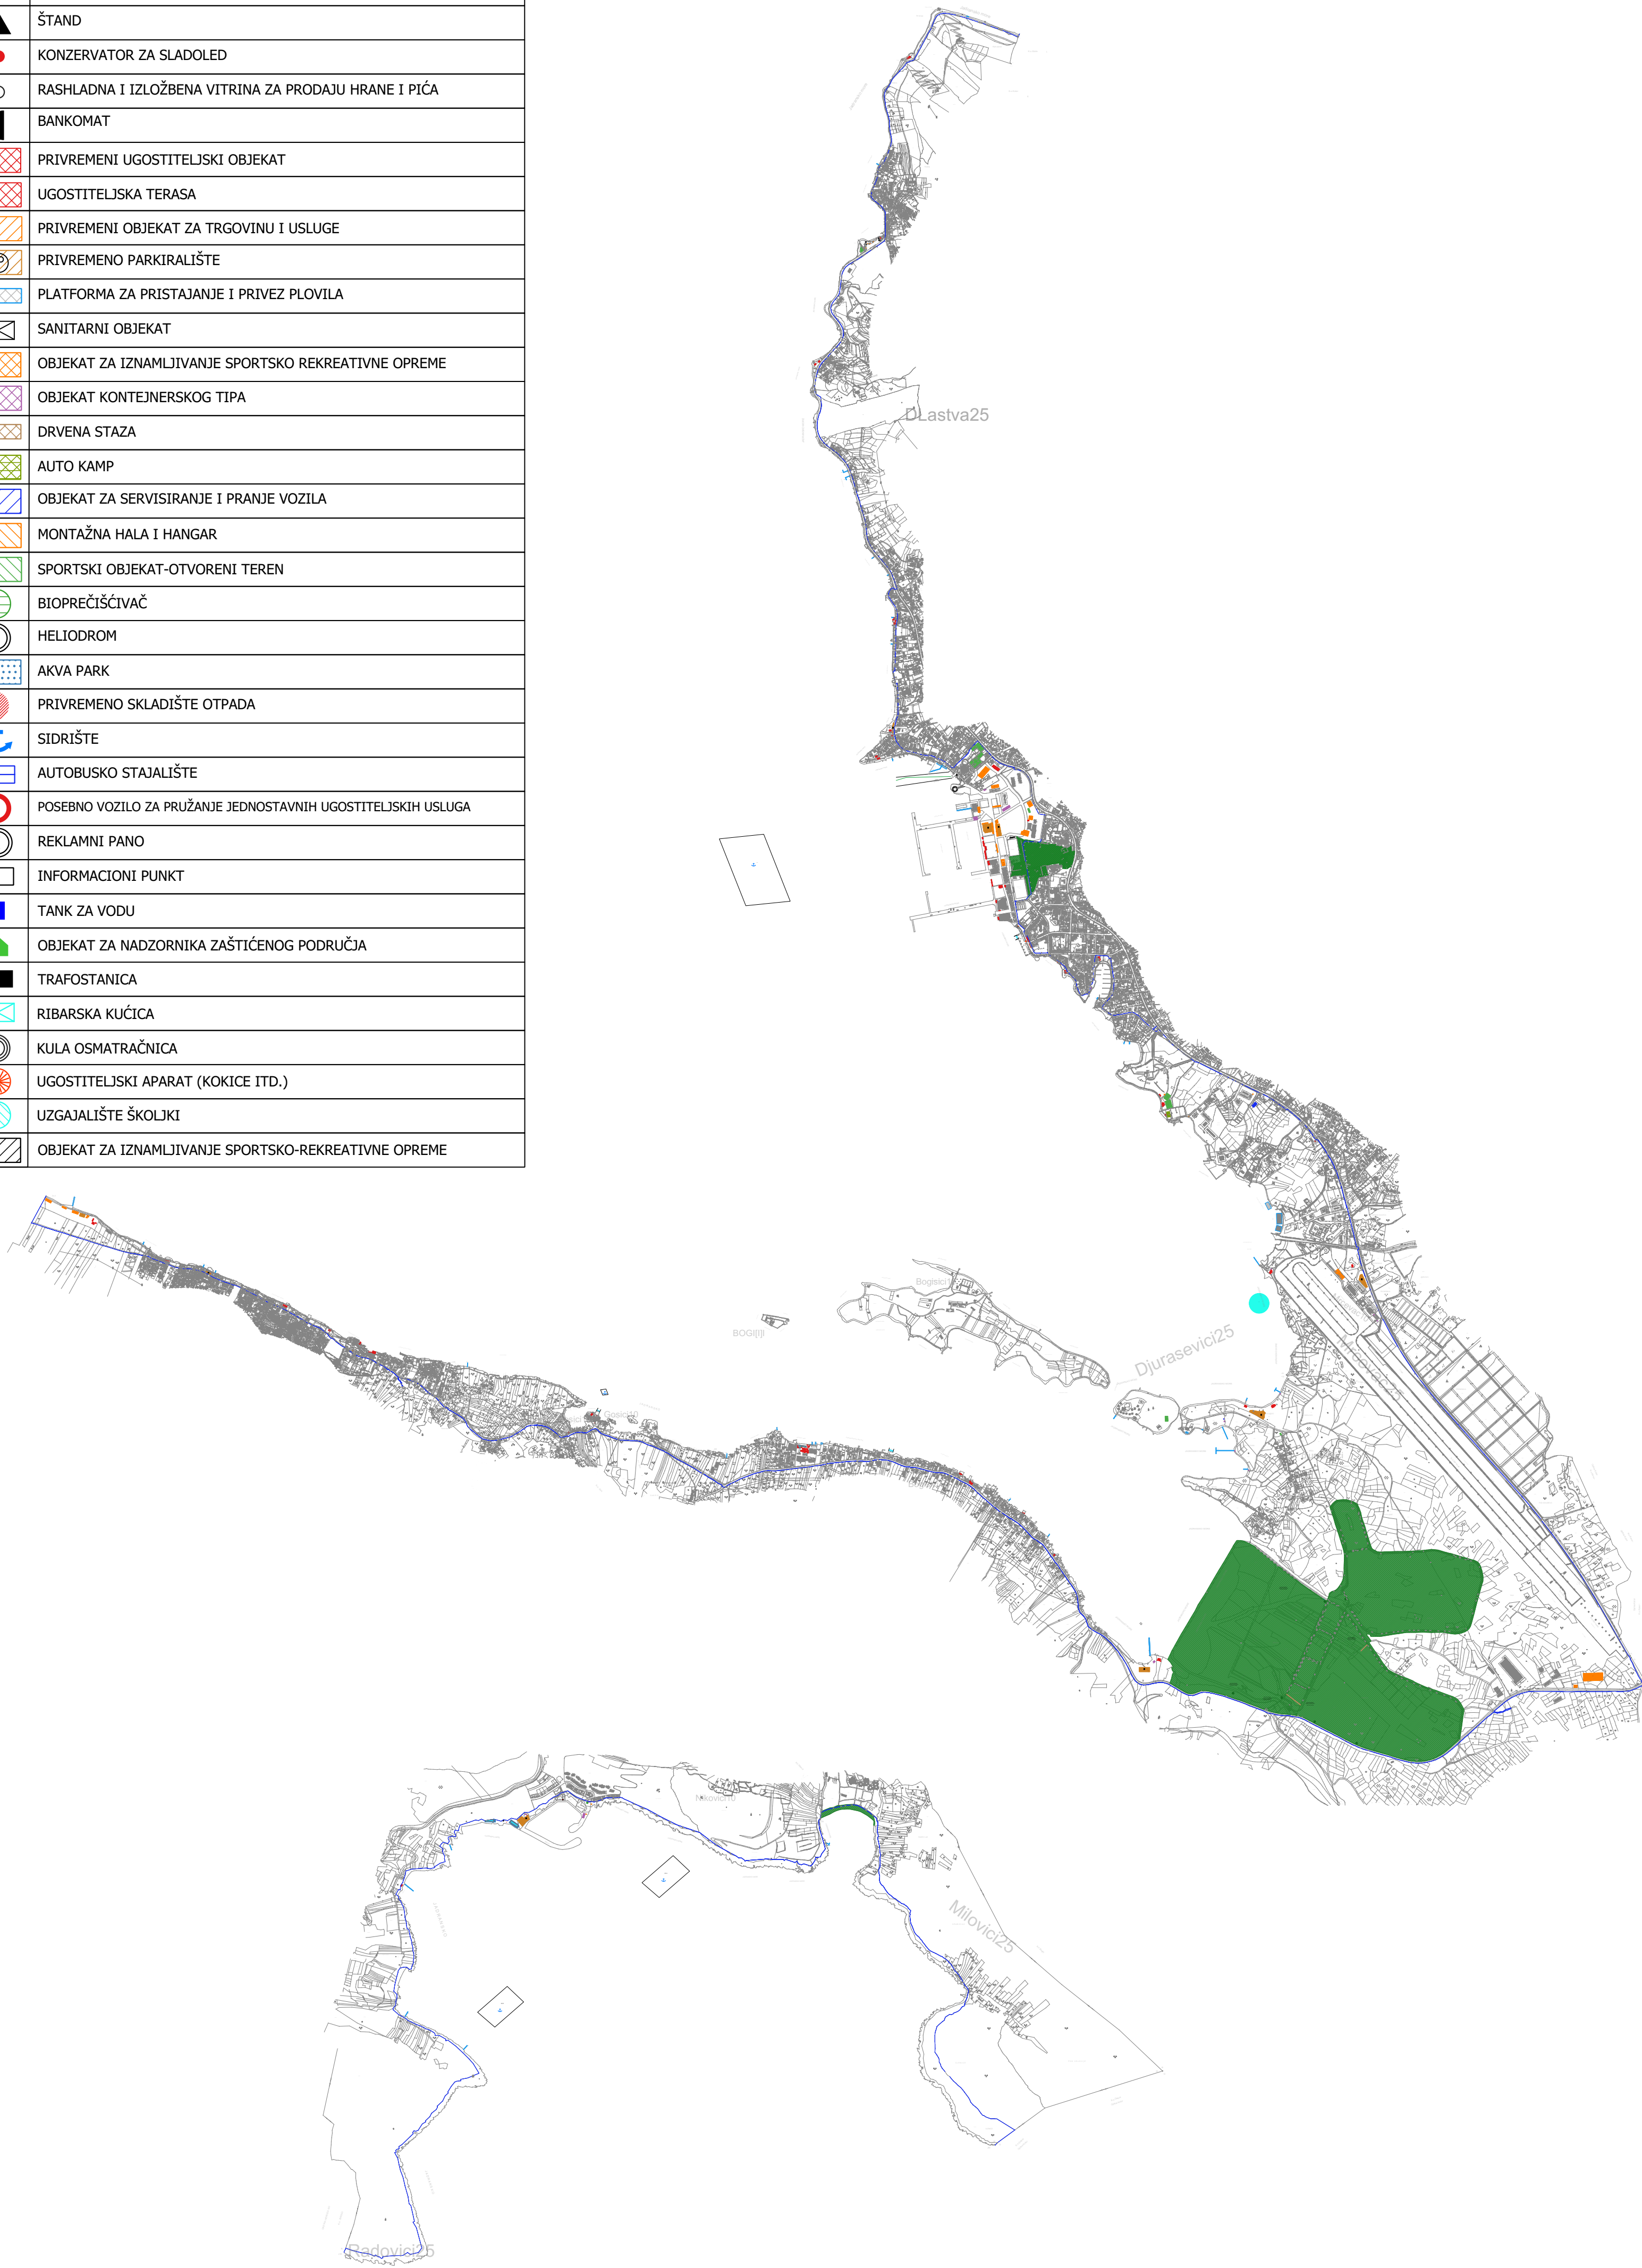 ŠTAND
KONZERVATOR ZA SLADOLED
RASHLADNA I IZLOŽBENA VITRINA ZA PRODAJU HRANE I PIĆA
BANKOMAT
PRIVREMENI UGOSTITELJSKI OBJEKAT
UGOSTITELJSKA TERASA
PRIVREMENI OBJEKAT ZA TRGOVINU I USLUGE
PRIVREMENO PARKIRALIŠTE
PLATFORMA ZA PRISTAJANJE I PRIVEZ PLOVILA
SANITARNI OBJEKAT
OBJEKAT ZA IZNAMLJIVANJE SPORTSKO REKREATIVNE OPREME
OBJEKAT KONTEJNERSKOG TIPA
DRVENA STAZA
AUTO KAMP
OBJEKAT ZA SERVISIRANJE I PRANJE VOZILA
MONTAŽNA HALA I HANGAR
SPORTSKI OBJEKAT-OTVORENI TEREN
BIOPREČIŠĆIVAČ
HELIODROM
AKVA PARK
PRIVREMENO SKLADIŠTE OTPADA
SIDRIŠTE
AUTOBUSKO STAJALIŠTE
POSEBNO VOZILO ZA PRUŽANJE JEDNOSTAVNIH UGOSTITELJSKIH USLUGA
REKLAMNI PANO
INFORMACIONI PUNKT
TANK ZA VODU
OBJEKAT ZA NADZORNIKA ZAŠTIĆENOG PODRUČJA
TRAFOSTANICA
RIBARSKA KUĆICA
KULA OSMATRAČNICA
UGOSTITELJSKI APARAT (KOKICE ITD.)
UZGAJALIŠTE ŠKOLJKI
OBJEKAT ZA IZNAMLJIVANJE SPORTSKO-REKREATIVNE OPREME
DLastva25
Djurasevici25
Gosici10
Nikovici10
Milovici25
Radovici25